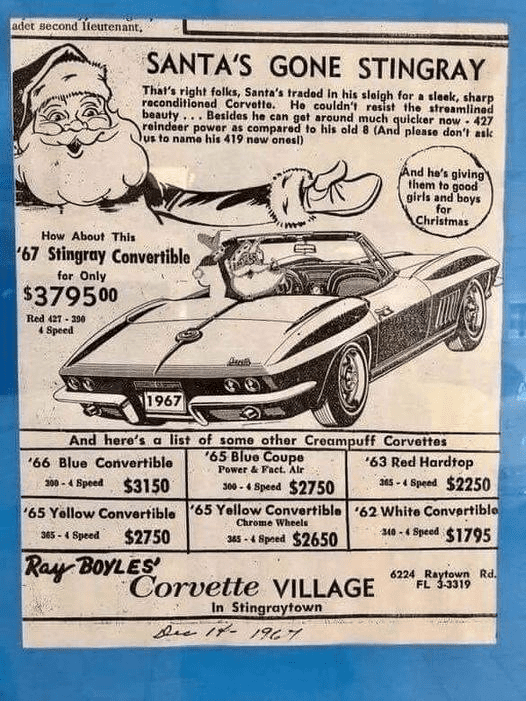 adet second lieutenant,
SANTA'S GONE STINGRAY
That's right folks, Santa's traded in his sleigh for a sleek, sharp
reconditioned Corvette. He couldn't resist the streamlined
beauty . . . Besides he can get around much quicker now - 427
reindeer power as compared to his old 8 (And please don't ask
us to name his 419 new ones!)
And he's giving
them to good
girls and boys
for
Christmas
How About This
'67 Stingray Convertible
for Only
$379500
Red 427 - 390
4 Speed
1967
And here's a list of some other Creampuff Corvettes
'66 Blue Convertible
300 - 4 Speed $3150
'65 Blue Coupe
Power & Fact. Air
300 - 4 Speed $2750
'63 Red Hardtop
365 - 4 Speed $2250
'65 Yellow Convertible
365 - 4 Speed $2750
'65 Yellow Convertible
Chrome Wheels
365 - 4 Speed $2650
'62 White Convertible
340 - 4 Speed $1795
Ray BOYLES'
Corvette VILLAGE
In Stingraytown
6224 Raytown Rd.
FL 3-3319
Dec 14 - 1967